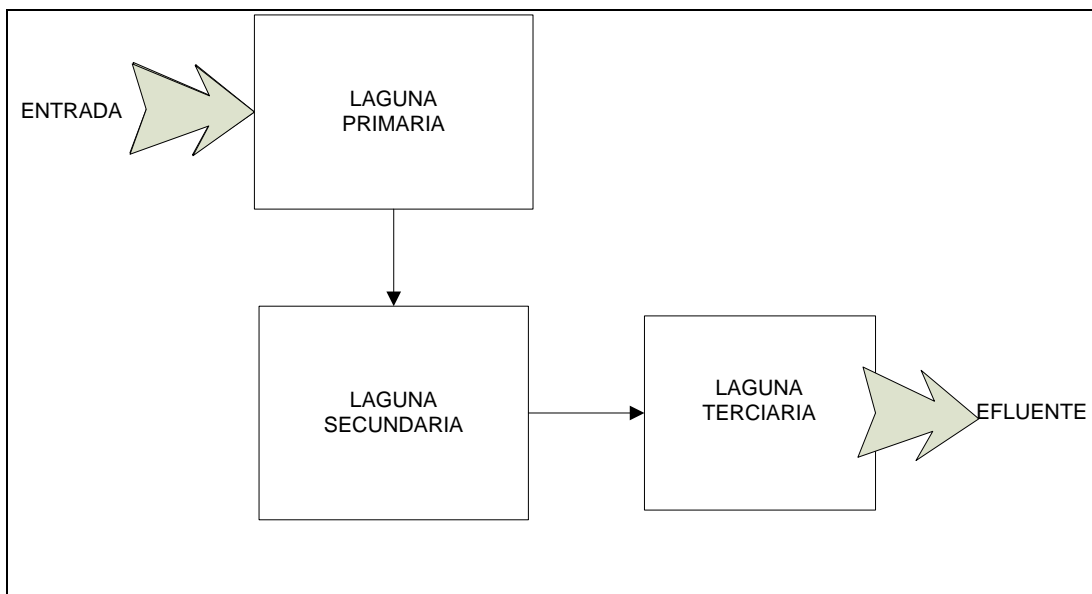 ENTRADA
LAGUNA
PRIMARIA
LAGUNA
SECUNDARIA
LAGUNA
TERCIARIA
EFLUENTE